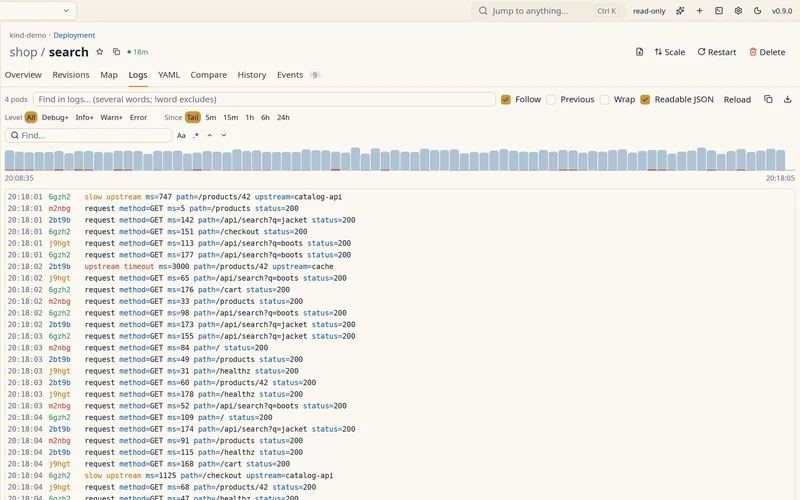 Jump to anything... Ctrl K read-only v0.9.0
kind-demo · Deployment
shop / search 18m Scale Restart Delete
Overview Revisions Map Logs YAML Compare History Events 9
4 pods Find in logs... (several words; !word excludes) Follow Previous Wrap Readable JSON Reload
Level All Debug+ Info+ Warn+ Error Since Tail 5m 15m 1h 6h 24h
Find... Aa .*
20:08:35 20:18:05
20:18:01 6gzh2 slow upstream ms=747 path=/products/42 upstream=catalog-api
20:18:01 m2nbg request method=GET ms=5 path=/products status=200
20:18:01 2bt9b request method=GET ms=142 path=/api/search?q=jacket status=200
20:18:01 6gzh2 request method=GET ms=151 path=/checkout status=200
20:18:01 j9hgt request method=GET ms=113 path=/api/search?q=boots status=200
20:18:01 6gzh2 request method=GET ms=177 path=/api/search?q=boots status=200
20:18:02 2bt9b upstream timeout ms=3000 path=/products/42 upstream=cache
20:18:02 j9hgt request method=GET ms=65 path=/api/search?q=boots status=200
20:18:02 6gzh2 request method=GET ms=176 path=/cart status=200
20:18:02 m2nbg request method=GET ms=33 path=/products status=200
20:18:02 6gzh2 request method=GET ms=98 path=/api/search?q=boots status=200
20:18:02 2bt9b request method=GET ms=173 path=/api/search?q=jacket status=200
20:18:03 6gzh2 request method=GET ms=155 path=/api/search?q=jacket status=200
20:18:03 m2nbg request method=GET ms=84 path=/ status=200
20:18:03 2bt9b request method=GET ms=49 path=/products status=200
20:18:03 j9hgt request method=GET ms=31 path=/healthz status=200
20:18:03 2bt9b request method=GET ms=60 path=/products/42 status=200
20:18:03 j9hgt request method=GET ms=178 path=/healthz status=200
20:18:03 m2nbg request method=GET ms=52 path=/api/search?q=boots status=200
20:18:04 6gzh2 request method=GET ms=109 path=/ status=200
20:18:04 2bt9b request method=GET ms=174 path=/api/search?q=jacket status=200
20:18:04 m2nbg request method=GET ms=91 path=/products status=200
20:18:04 2bt9b request method=GET ms=115 path=/healthz status=200
20:18:04 j9hgt request method=GET ms=168 path=/cart status=200
20:18:04 6gzh2 slow upstream ms=1125 path=/checkout upstream=catalog-api
20:18:04 j9hgt request method=GET ms=68 path=/products/42 status=200
20:18:04 6gzh2 request method=GET ms=47 path=/healthz status=200